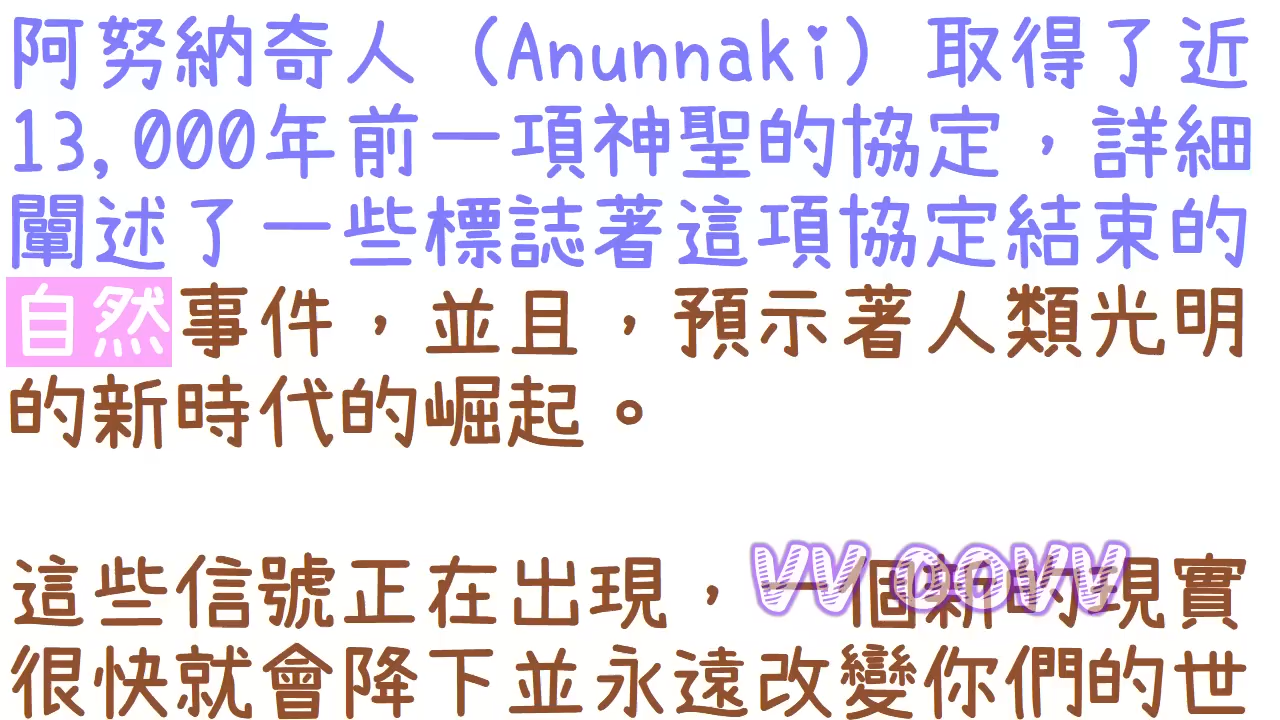 阿努納奇人（Anunnaki）取得了近
13,000年前一項神聖的協定，詳細
闡述了一些標誌著這項協定結束的
自然事件，並且，預示著人類光明
的新時代的崛起。
這些信號正在出現，一個新的現實
很快就會降下並永遠改變你們的世